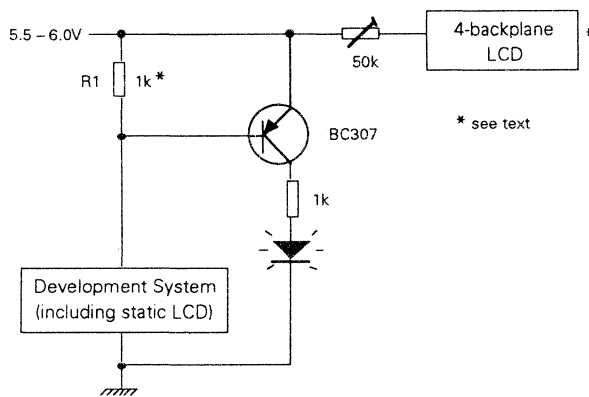 5.5 – 6.0V
R1
1k*
50k
4-backplane
LCD
*
* see text
BC307
1k
Development System
(including static LCD)